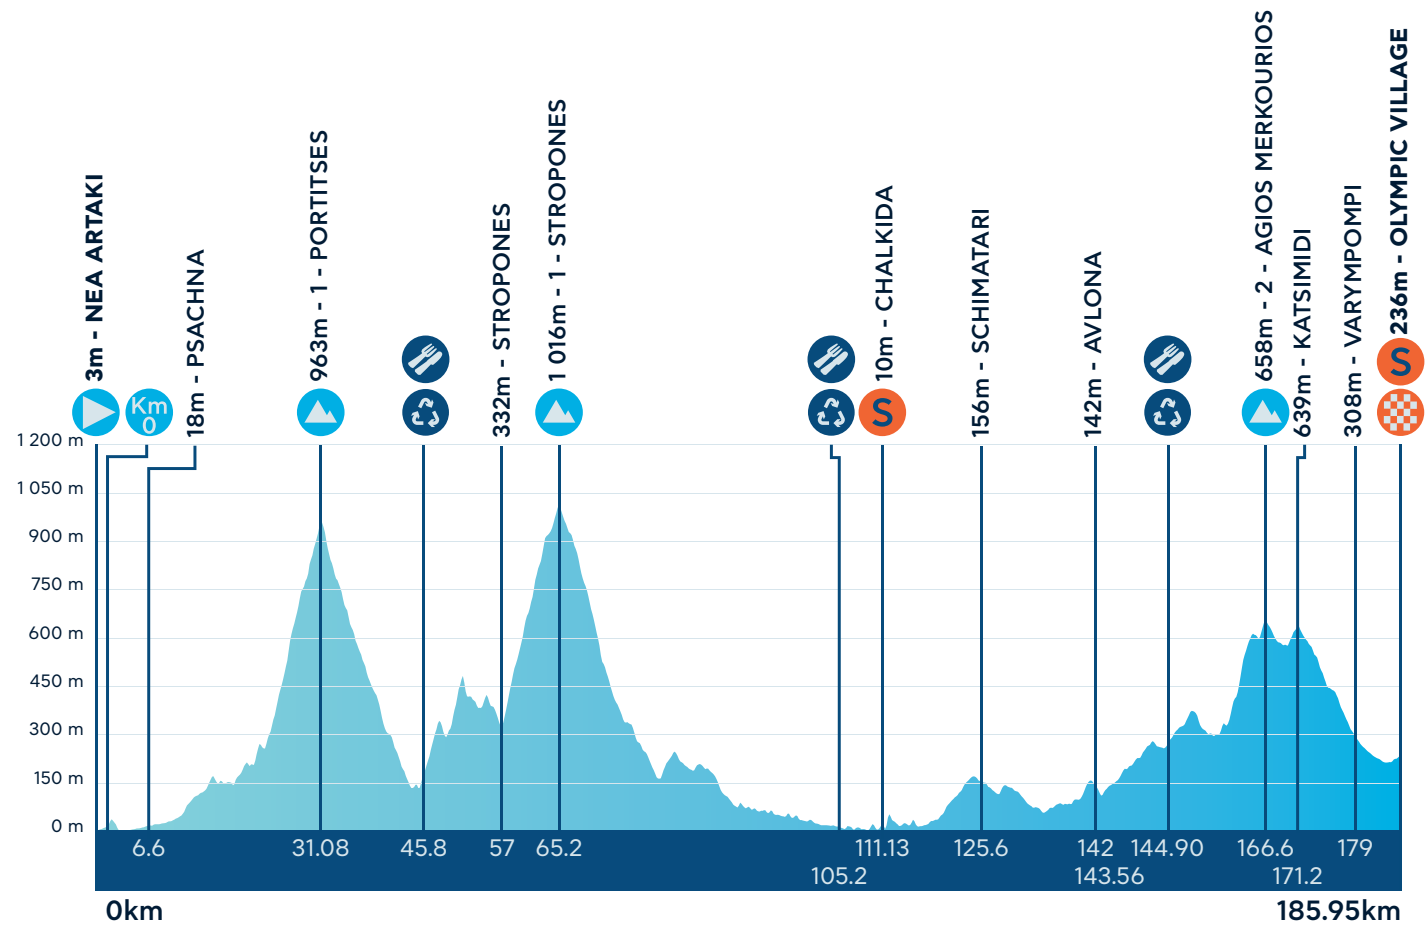 3m - NEA ARTAKI
Km
0
18m - PSACHNA
963m - 1 - PORTITSES
332m - STROPONES
1 016m - 1 - STROPONES
10m - CHALKIDA
S
156m - SCHIMATARI
142m - AVLONA
658m - 2 - AGIOS MERKOURIOS
639m - KATSIMIDI
308m - VARYMPOMPI
236m - OLYMPIC VILLAGE
S
1 200 m
1 050 m
900 m
750 m
600 m
450 m
300 m
150 m
0 m
6.6 31.08 45.8 57 65.2 111.13 125.6 142 144.90 166.6 179
105.2 143.56 171.2
0km 185.95km